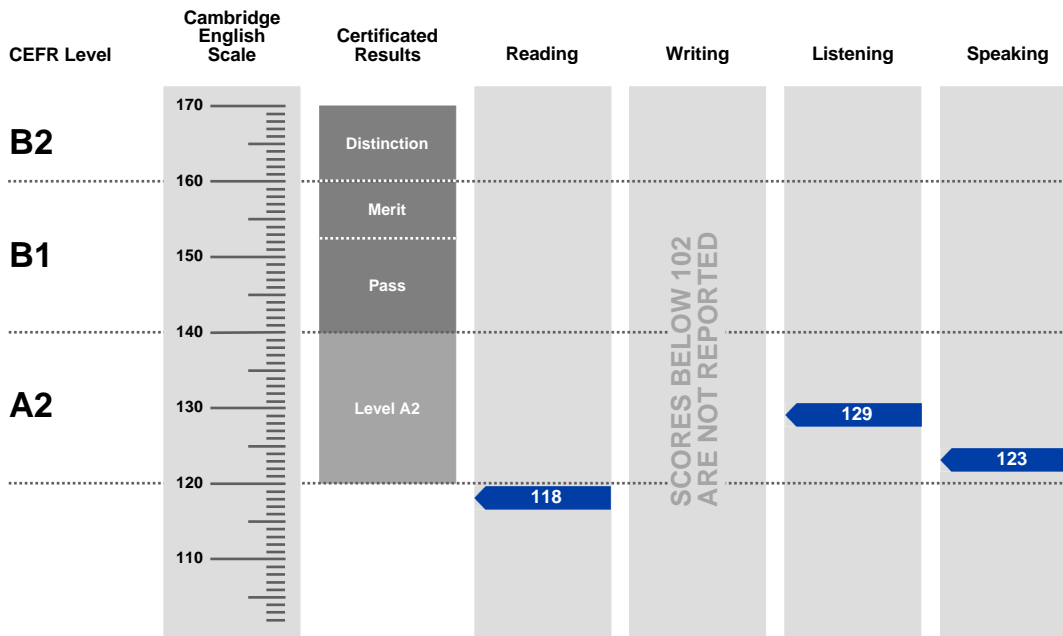 CEFR Level
Cambridge
English
Scale
Certificated
Results
Reading
Writing
Listening
Speaking
170
B2
Distinction
160
Merit
B1
150
Pass
140
A2
130
Level A2
120
110
SCORES BELOW 102
ARE NOT REPORTED
118
129
123